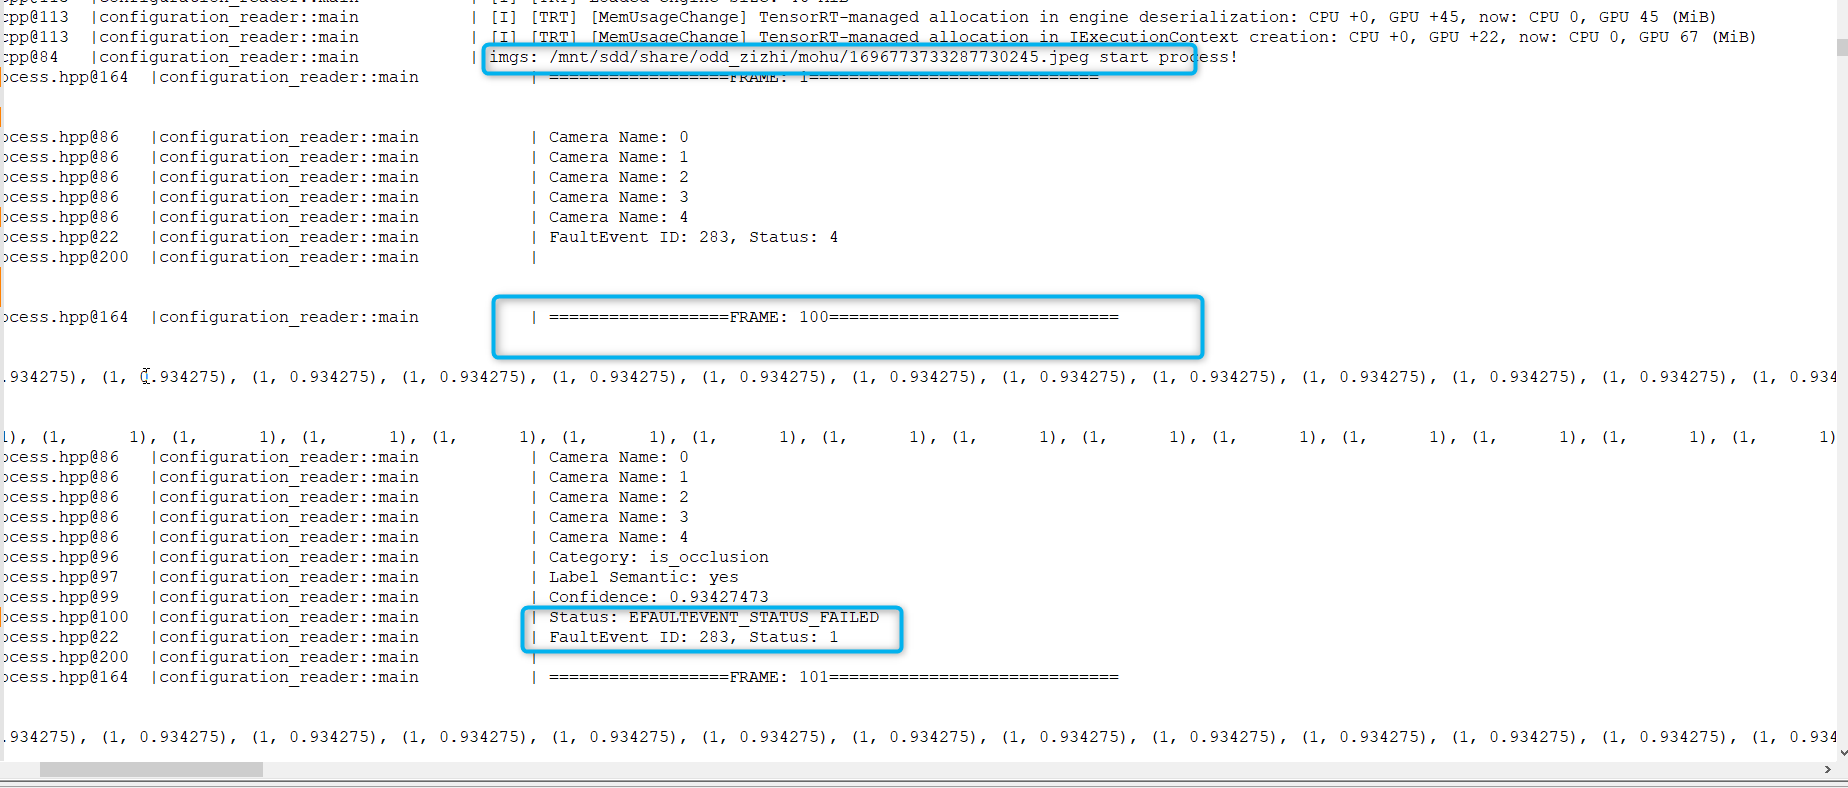 [I] [TRT] [MemUsageChange] TensorRT-managed allocation in engine deserialization: CPU +0, GPU +45, now: CPU 0, GPU 45 (MiB)
cpp@113 |configuration_reader::main | [I] [TRT] [MemUsageChange] TensorRT-managed allocation in IExecutionContext creation: CPU +0, GPU +22, now: CPU 0, GPU 67 (MiB)
cpp@84 |configuration_reader::main | imgs: /mnt/sdd/share/odd_zizhi/mohu/1696773733287730245.jpeg start process!
ocess.hpp@164 |configuration_reader::main | ==================FRAME: 1=============================
ocess.hpp@86 |configuration_reader::main | Camera Name: 0
ocess.hpp@86 |configuration_reader::main | Camera Name: 1
ocess.hpp@86 |configuration_reader::main | Camera Name: 2
ocess.hpp@86 |configuration_reader::main | Camera Name: 3
ocess.hpp@86 |configuration_reader::main | Camera Name: 4
ocess.hpp@22 |configuration_reader::main | FaultEvent ID: 283, Status: 4
ocess.hpp@200 |configuration_reader::main |
ocess.hpp@164 |configuration_reader::main | ==================FRAME: 100=============================
.934275), (1, 0.934275), (1, 0.934275), (1, 0.934275), (1, 0.934275), (1, 0.934275), (1, 0.934275), (1, 0.934275), (1, 0.934275), (1, 0.934275), (1, 0.934275), (1, 0.934
1), (1, 1), (1, 1), (1, 1), (1, 1), (1, 1), (1, 1), (1, 1), (1, 1), (1, 1), (1, 1), (1, 1), (1, 1), (1, 1), (1, 1)
ocess.hpp@86 |configuration_reader::main | Camera Name: 0
ocess.hpp@86 |configuration_reader::main | Camera Name: 1
ocess.hpp@86 |configuration_reader::main | Camera Name: 2
ocess.hpp@86 |configuration_reader::main | Camera Name: 3
ocess.hpp@86 |configuration_reader::main | Camera Name: 4
ocess.hpp@96 |configuration_reader::main | Category: is_occlusion
ocess.hpp@97 |configuration_reader::main | Label Semantic: yes
ocess.hpp@99 |configuration_reader::main | Confidence: 0.93427473
ocess.hpp@100 |configuration_reader::main | Status: EFAULTEVENT_STATUS_FAILED
ocess.hpp@22 |configuration_reader::main | FaultEvent ID: 283, Status: 1
ocess.hpp@200 |configuration_reader::main |
ocess.hpp@164 |configuration_reader::main | ==================FRAME: 101=============================
.934275), (1, 0.934275), (1, 0.934275), (1, 0.934275), (1, 0.934275), (1, 0.934275), (1, 0.934275), (1, 0.934275), (1, 0.934275), (1, 0.934275), (1, 0.934275), (1, 0.934